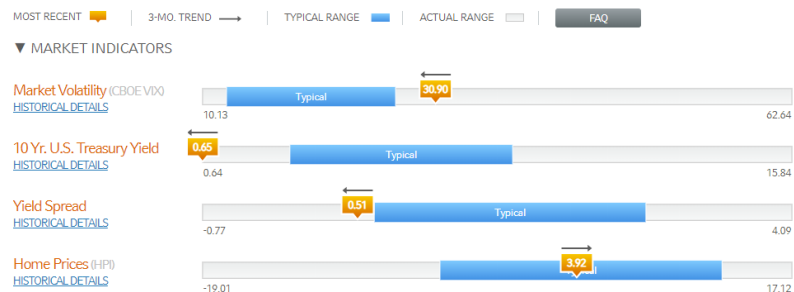 MOST RECENT 3-MO. TREND TYPICAL RANGE ACTUAL RANGE FAQ
▼ MARKET INDICATORS
Market Volatility (CBOE VIX)
HISTORICAL DETAILS
30.90
Typical
10.13 62.64
10 Yr. U.S. Treasury Yield
HISTORICAL DETAILS
0.65
Typical
0.64 15.84
Yield Spread
HISTORICAL DETAILS
0.51
Typical
-0.77 4.09
Home Prices (HPI)
HISTORICAL DETAILS
3.92
-19.01 17.12